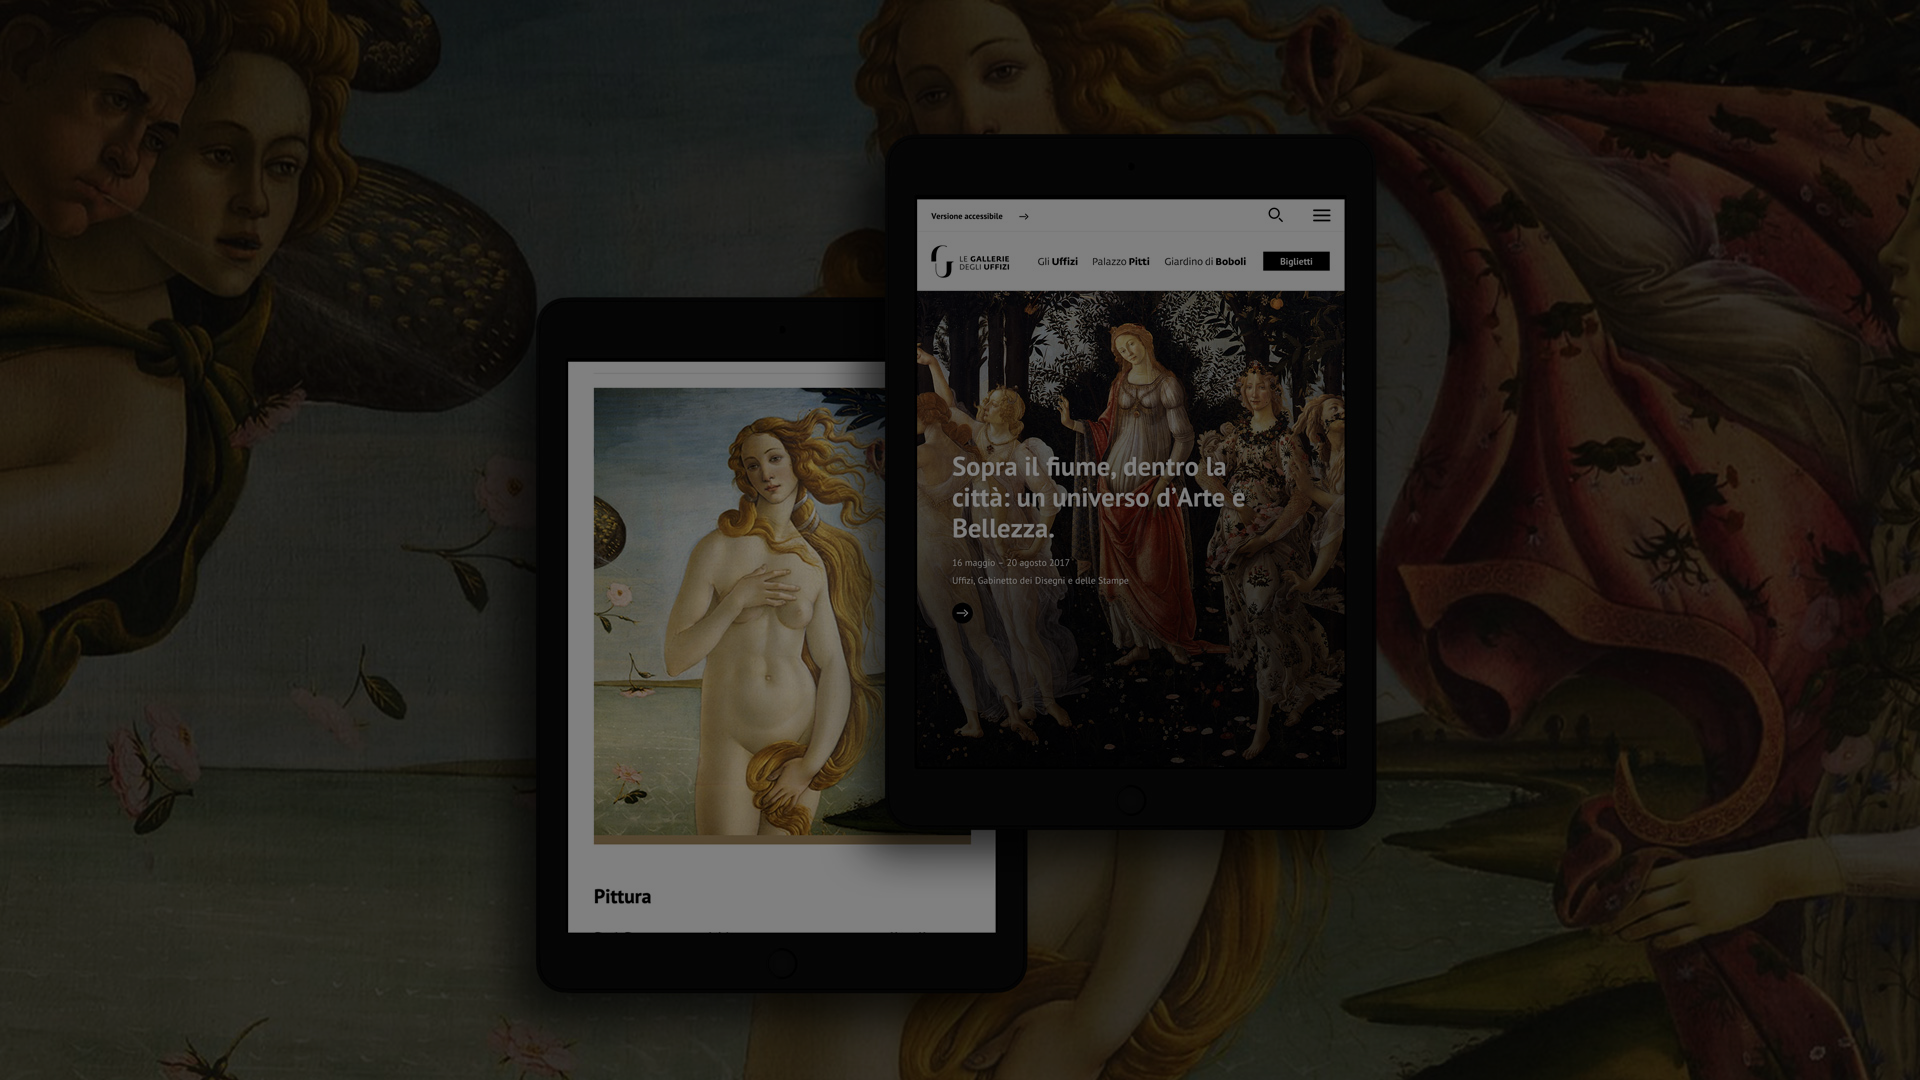 Versione accessibile
LE GALLERIE
DEGLI UFFIZI
Gli Uffizi
Palazzo Pitti
Giardino di Boboli
Biglietti
Sopra il fiume, dentro la
città: un universo d’Arte e
Bellezza.
16 maggio – 20 agosto 2017
Uffizi, Gabinetto dei Disegni e delle Stampe
Pittura